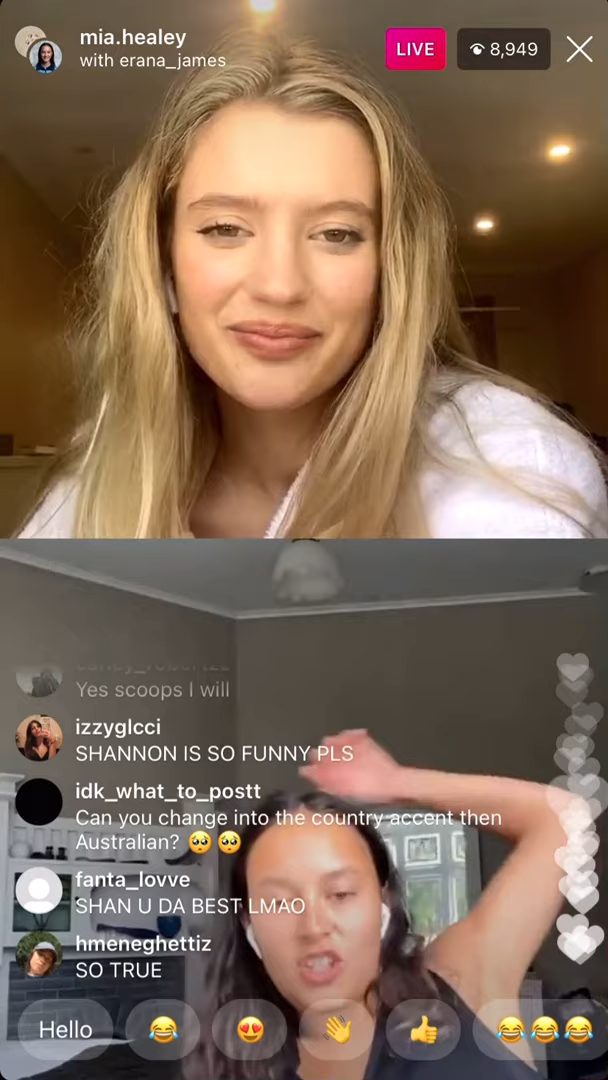 mia.healey
with erana_james
LIVE
8,949
Yes scoops I will
izzyglcci
SHANNON IS SO FUNNY PLS
idk_what_to_postt
Can you change into the country accent then
Australian? 🥺 🥺
fanta_lovve
SHAN U DA BEST LMAO
hmeneghettiz
SO TRUE
Hello 😂 😍 👋 👍 😂😂😂